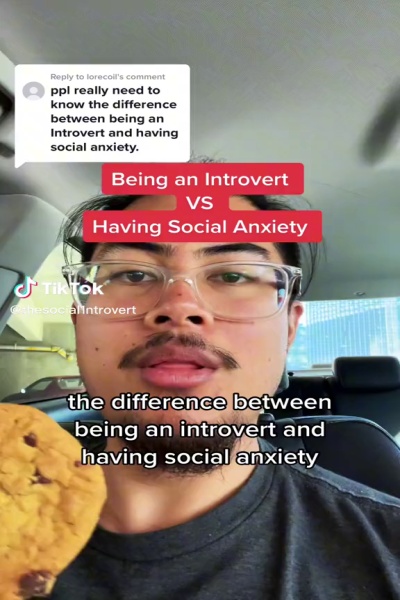 Reply to lorecoil's comment
ppl really need to
know the difference
between being an
Introvert and having
social anxiety.
Being an Introvert
VS
Having Social Anxiety
TikTok
the difference between
being an introvert and
having social anxiety